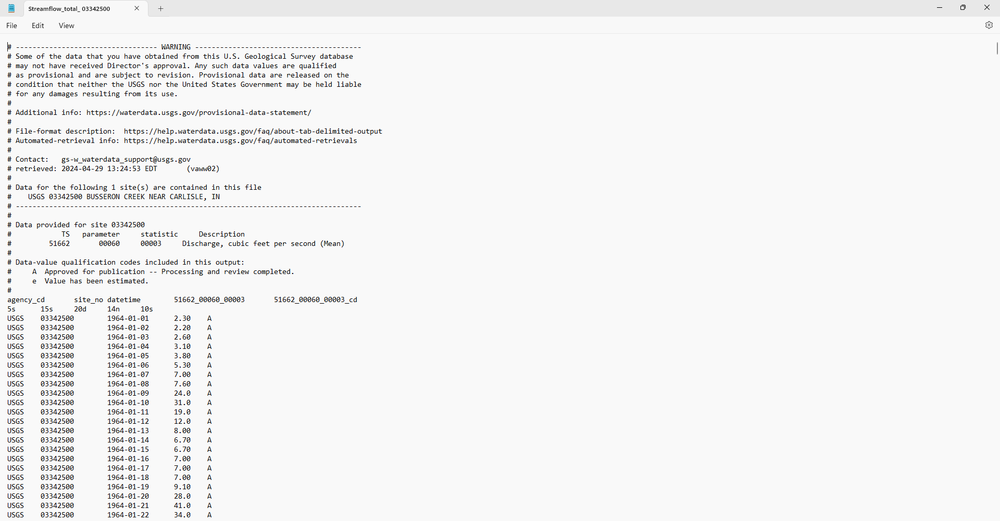 Streamflow_total_ 03342500
File Edit View
# ---------------------------------- WARNING ----------------------------------------
# Some of the data that you have obtained from this U.S. Geological Survey database
# may not have received Director's approval. Any such data values are qualified
# as provisional and are subject to revision. Provisional data are released on the
# condition that neither the USGS nor the United States Government may be held liable
# for any damages resulting from its use.
#
# Additional info: https://waterdata.usgs.gov/provisional-data-statement/
#
# File-format description:  https://help.waterdata.usgs.gov/faq/about-tab-delimited-output
# Automated-retrieval info: https://help.waterdata.usgs.gov/faq/automated-retrievals
#
# Contact:   gs-w_waterdata_support@usgs.gov
# retrieved: 2024-04-29 13:24:53 EDT       (vaww02)
#
# Data for the following 1 site(s) are contained in this file
#    USGS 03342500 BUSSERON CREEK NEAR CARLISLE, IN
# -----------------------------------------------------------------------------------
#
# Data provided for site 03342500
#            TS   parameter     statistic     Description
#         51662       00060     00003     Discharge, cubic feet per second (Mean)
#
# Data-value qualification codes included in this output:
#     A  Approved for publication -- Processing and review completed.
#     e  Value has been estimated.
#
agency_cd	site_no	datetime	51662_00060_00003	51662_00060_00003_cd
5s	15s	20d	14n	10s
USGS	03342500	1964-01-01	2.30	A
USGS	03342500	1964-01-02	2.20	A
USGS	03342500	1964-01-03	2.60	A
USGS	03342500	1964-01-04	3.10	A
USGS	03342500	1964-01-05	3.80	A
USGS	03342500	1964-01-06	5.30	A
USGS	03342500	1964-01-07	7.00	A
USGS	03342500	1964-01-08	7.60	A
USGS	03342500	1964-01-09	24.0	A
USGS	03342500	1964-01-10	31.0	A
USGS	03342500	1964-01-11	19.0	A
USGS	03342500	1964-01-12	12.0	A
USGS	03342500	1964-01-13	8.00	A
USGS	03342500	1964-01-14	6.70	A
USGS	03342500	1964-01-15	6.70	A
USGS	03342500	1964-01-16	7.00	A
USGS	03342500	1964-01-17	7.00	A
USGS	03342500	1964-01-18	7.00	A
USGS	03342500	1964-01-19	9.10	A
USGS	03342500	1964-01-20	28.0	A
USGS	03342500	1964-01-21	41.0	A
USGS	03342500	1964-01-22	34.0	A